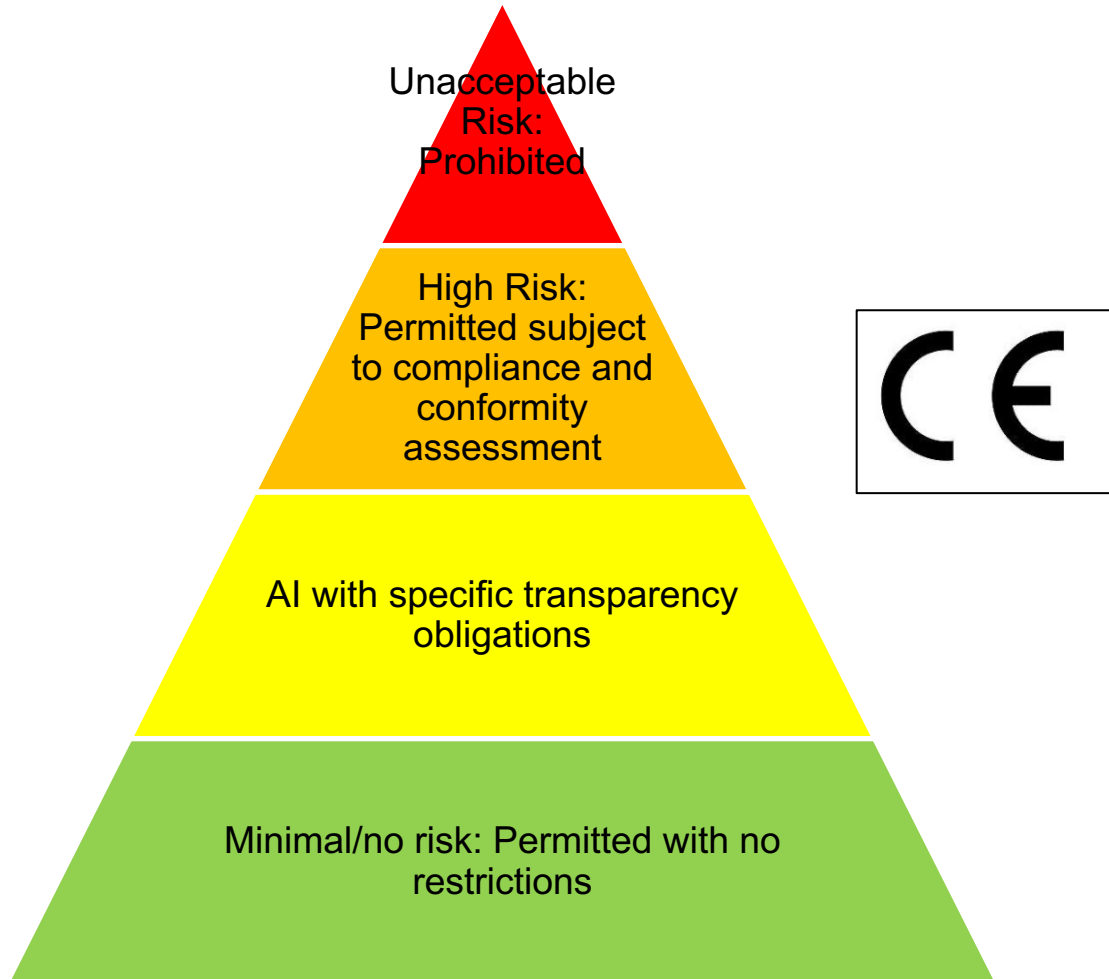 Unacceptable
Risk:
Prohibited
High Risk:
Permitted subject
to compliance and
conformity
assessment
CE
AI with specific transparency
obligations
Minimal/no risk: Permitted with no
restrictions